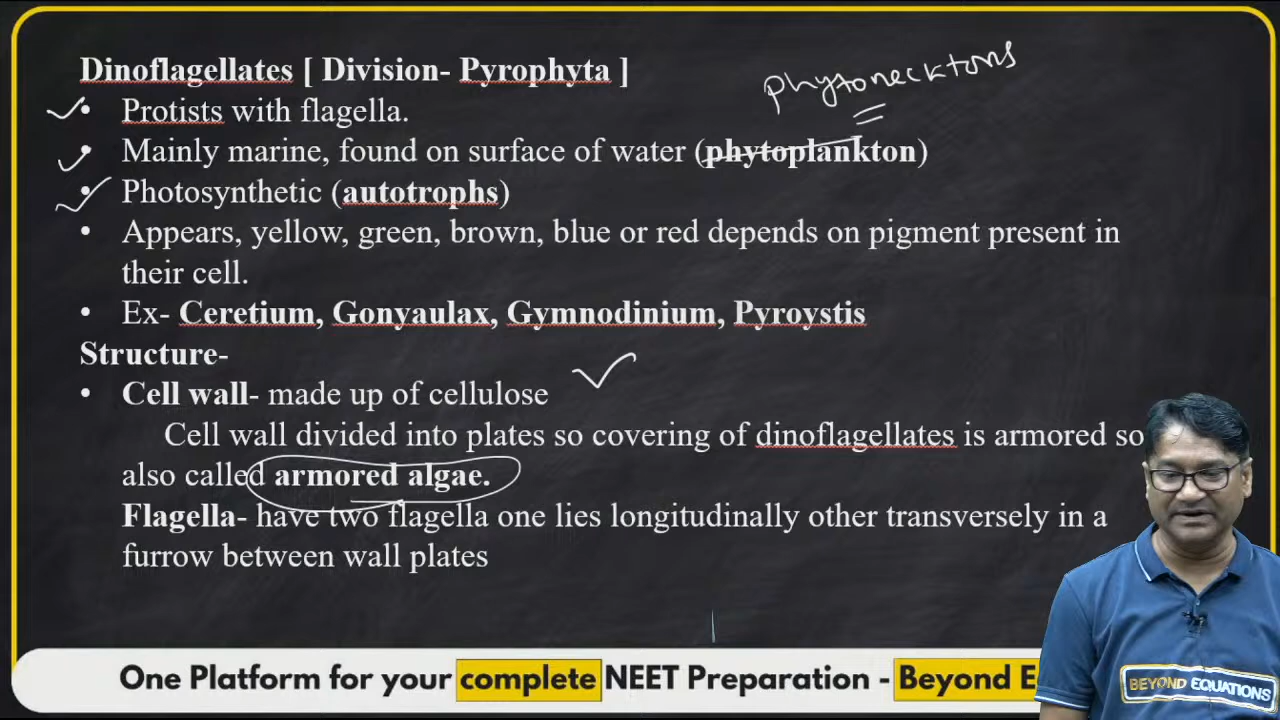 Dinoflagellates [ Division- Pyrophyta ]
phytonecktons
• Protists with flagella.
• Mainly marine, found on surface of water (phytoplankton)
• Photosynthetic (autotrophs)
• Appears, yellow, green, brown, blue or red depends on pigment present in
their cell.
• Ex- Ceretium, Gonyaulax, Gymnodinium, Pyroystis
Structure-
• Cell wall- made up of cellulose
Cell wall divided into plates so covering of dinoflagellates is armored so
also called armored algae.
Flagella- have two flagella one lies longitudinally other transversely in a
furrow between wall plates
One Platform for your complete NEET Preparation - Beyond E
BEYOND EQUATIONS